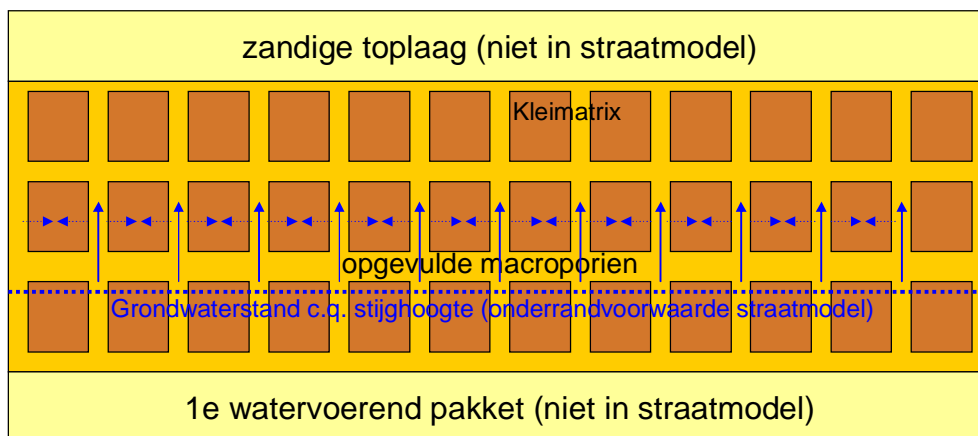 zandige toplaag (niet in straatmodel)
Kleimatrix
opgevulde macroporien
Grondwaterstand c.q. stijghoogte (onderrandvoorwaarde straatmodel)
1e watervoerend pakket (niet in straatmodel)